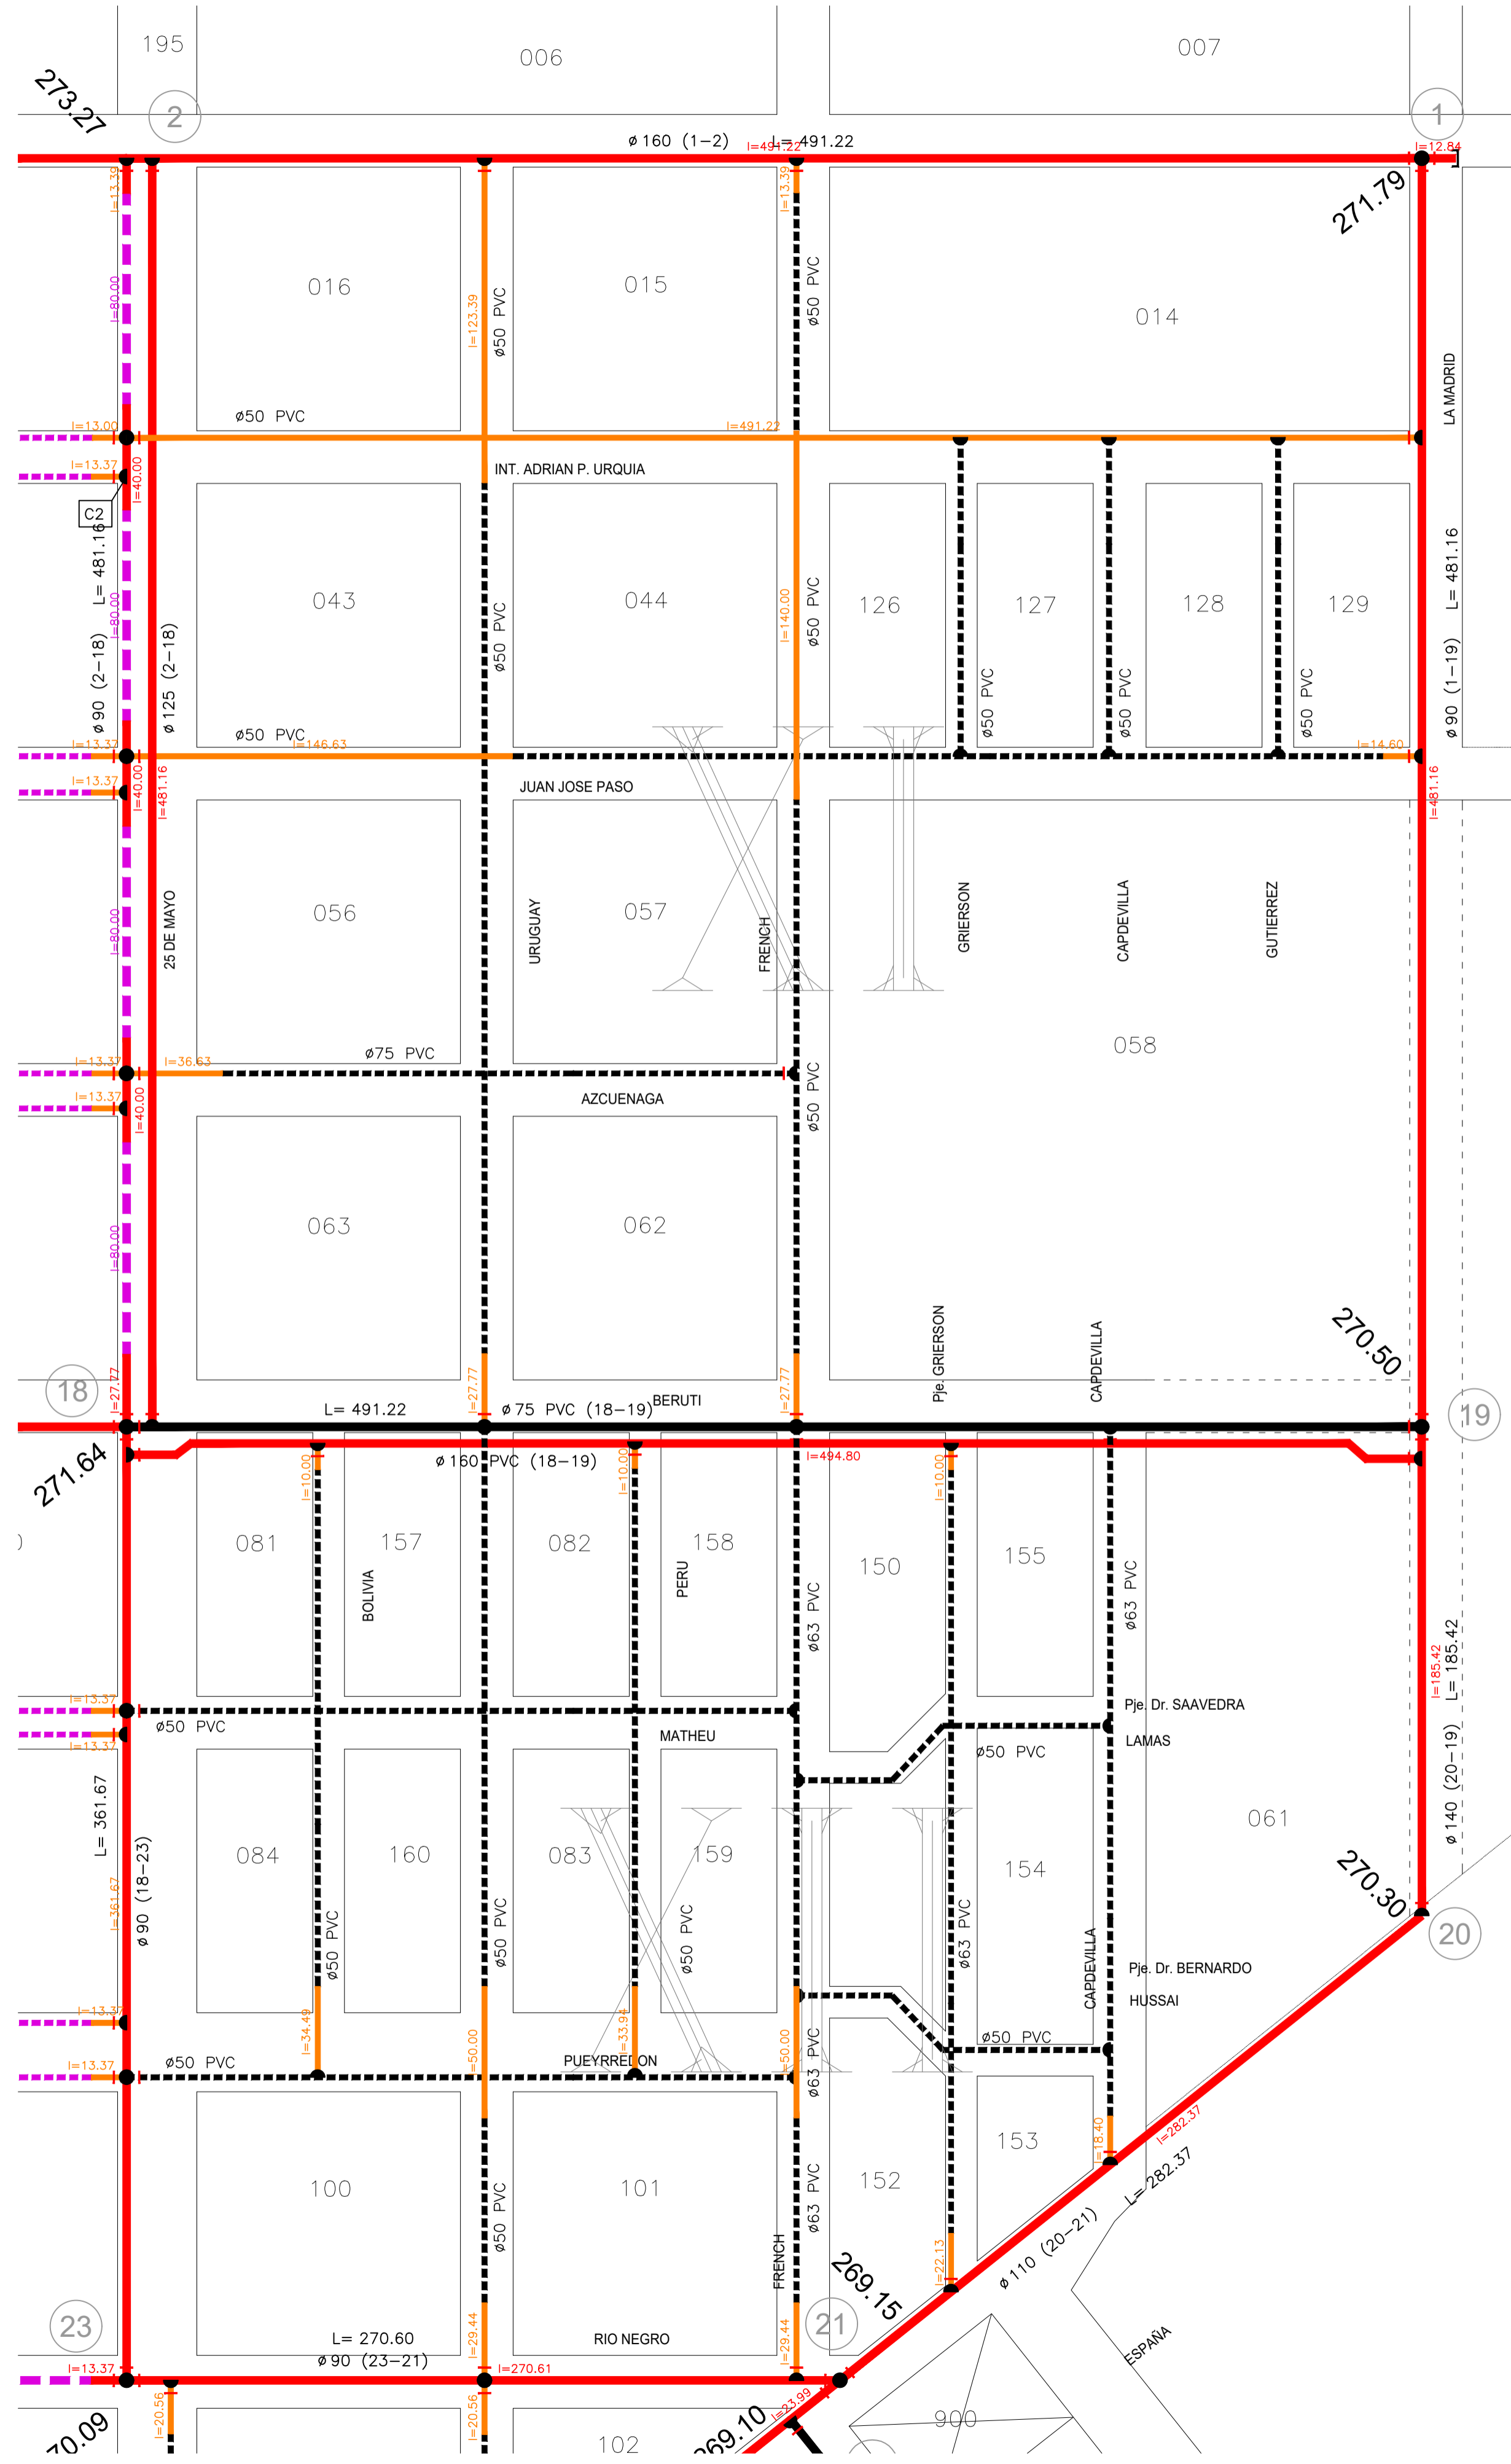 195
006
007
273.27
2
1
ø160 (1-2)
L= 491.22
l=491.22
l=12.84
271.79
l=13.39
l=13.39
l=80.00
016
l=123.39
ø50 PVC
015
ø50 PVC
014
LA MADRID
ø50 PVC
l=13.00
l=491.22
l=13.37
l=40.00
INT. ADRIAN P. URQUIA
C2
L= 481.16
ø90 (2-18)
l=80.00
ø125 (2-18)
043
ø50 PVC
044
l=140.00
ø50 PVC
126
127
128
129
ø50 PVC
ø50 PVC
ø50 PVC
L= 481.16
ø90 (1-19)
ø50 PVC
l=13.37
l=146.63
l=14.60
l=13.37
l=40.00
l=481.16
JUAN JOSE PASO
l=481.16
l=80.00
25 DE MAYO
056
URUGUAY
057
FRENCH
GRIERSON
CAPDEVILLA
GUTIERREZ
058
l=13.37
l=36.63
ø75 PVC
ø50 PVC
l=13.37
l=40.00
AZCUENAGA
l=80.00
063
062
Pje. GRIERSON
CAPDEVILLA
270.50
18
l=27.77
l=27.77
l=27.77
L= 491.22
ø75 PVC (18-19)
BERUTI
19
271.64
ø160 PVC (18-19)
l=494.80
l=10.00
l=10.00
l=10.00
081
157
082
158
150
155
BOLIVIA
PERU
ø63 PVC
ø63 PVC
L= 185.42
l=185.42
ø140 (20-19)
l=13.37
ø50 PVC
l=13.37
MATHEU
Pje. Dr. SAAVEDRA
LAMAS
ø50 PVC
L= 361.67
l=361.67
ø90 (18-23)
084
160
083
159
154
061
270.30
20
ø50 PVC
ø50 PVC
ø50 PVC
ø63 PVC
CAPDEVILLA
Pje. Dr. BERNARDO
HUSSAI
l=13.37
l=34.49
l=50.00
l=33.94
l=50.00
ø63 PVC
ø50 PVC
l=13.37
ø50 PVC
PUEYRREDON
l=18.40
l=282.37
L= 282.37
ø110 (20-21)
100
ø50 PVC
101
ø63 PVC
152
153
FRENCH
269.15
l=22.13
23
21
L= 270.60
ø90 (23-21)
l=29.44
RIO NEGRO
l=29.44
ESPAÑA
l=13.37
l=270.61
l=20.56
l=20.56
l=23.99
70.09
269.10
102
900